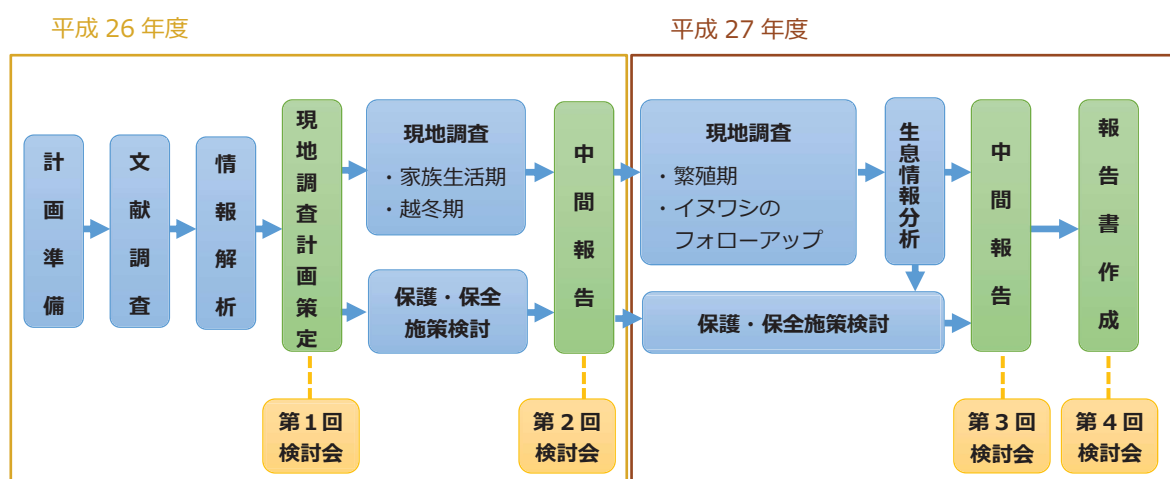 平成 26 年度
計画準備
文献調査
情報解析
現地調査計画策定
現地調査
・家族生活期
・越冬期
保護・保全
施策検討
中間報告
第1回
検討会
第2回
検討会
平成 27 年度
現地調査
・繁殖期
・イヌワシの
フォローアップ
生息情報分析
保護・保全施策検討
中間報告
報告書作成
第3回
検討会
第4回
検討会